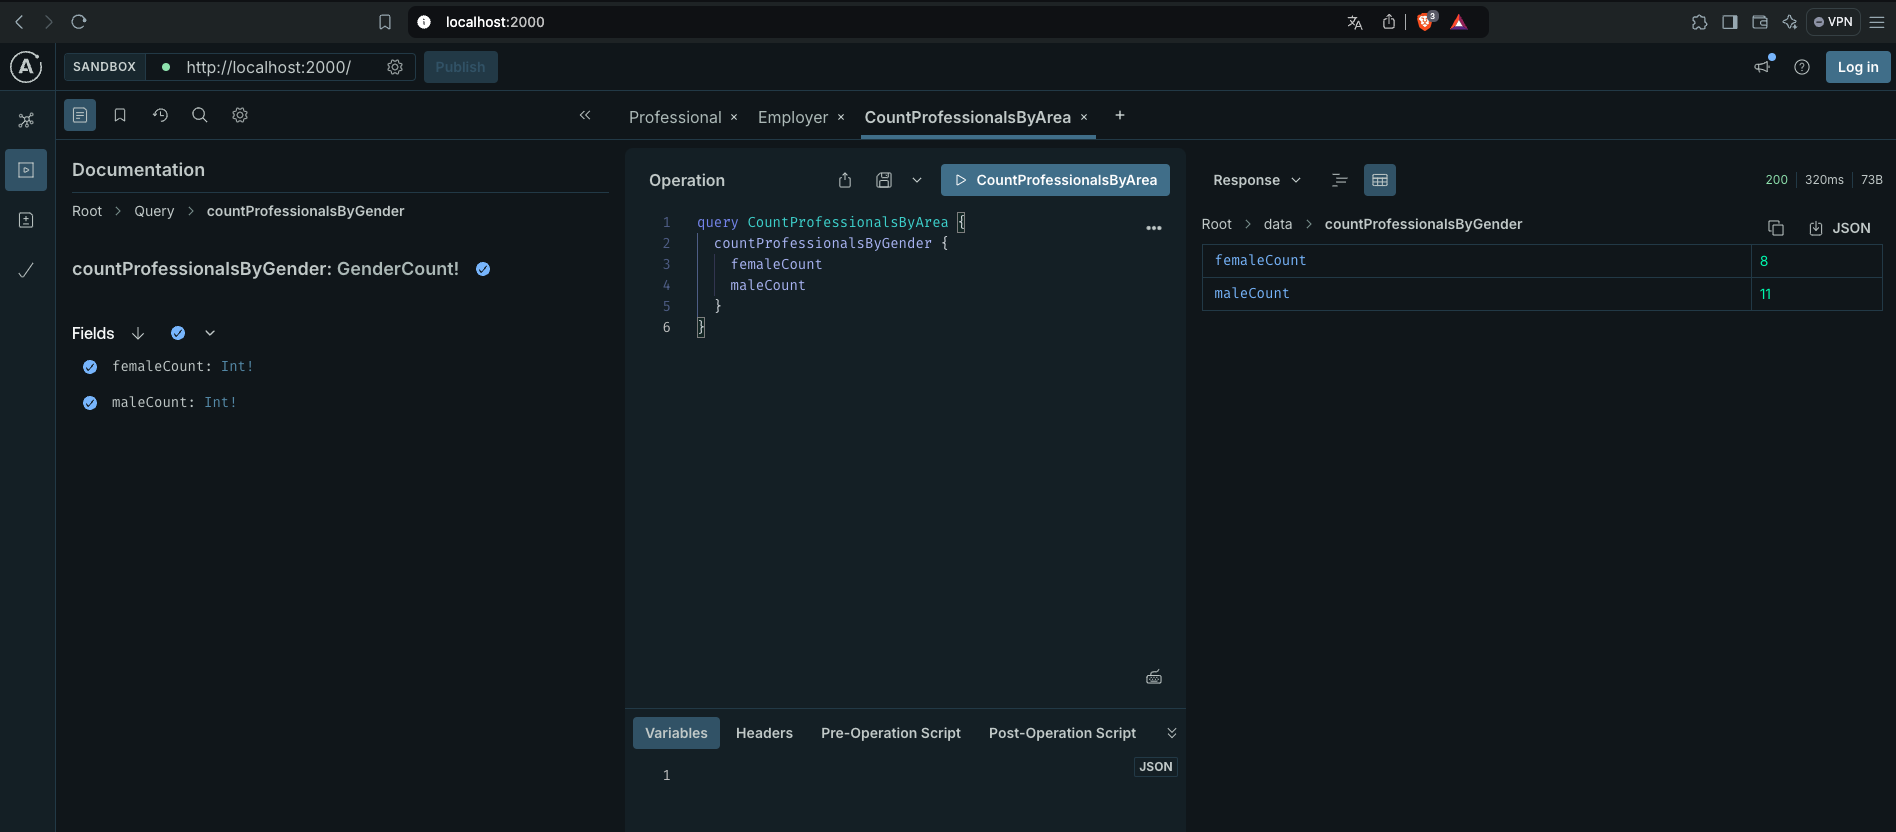 localhost:2000
3
VPN
SANDBOX http://localhost:2000/ Publish
Log in
Professional × Employer × CountProfessionalsByArea × +
Documentation
Root > Query > countProfessionalsByGender
countProfessionalsByGender: GenderCount!
Fields
femaleCount: Int!
maleCount: Int!
Operation
CountProfessionalsByArea
1 query CountProfessionalsByArea {
2 countProfessionalsByGender {
3 femaleCount
4 maleCount
5 }
6 }
Variables Headers Pre-Operation Script Post-Operation Script
1
JSON
Response
200 320ms 73B
Root > data > countProfessionalsByGender
JSON
femaleCount 8
maleCount 11